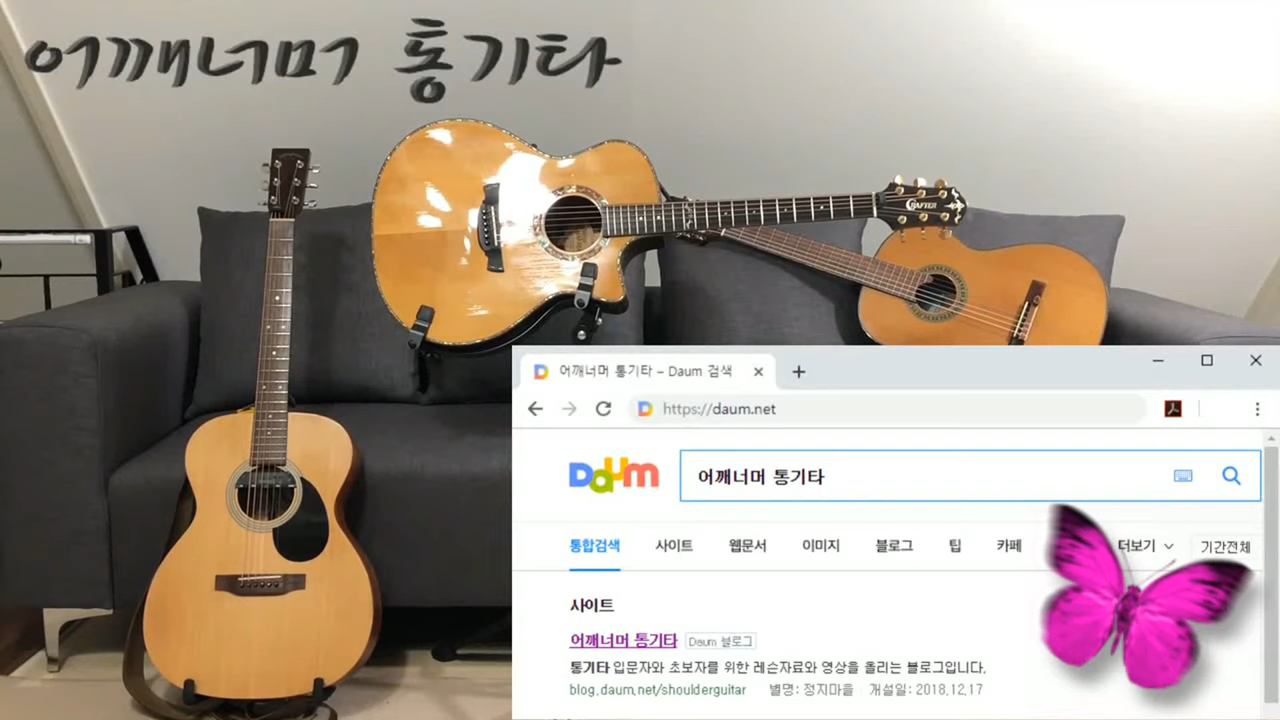 어깨너머 통기타
CRAFTER
어깨너머 통기타 – Daum 검색
https://daum.net
Daum
어깨너머 통기타
통합검색 사이트 웹문서 이미지 블로그 팁 카페 더보기 기간전체
사이트
어깨너머 통기타 Daum 블로그
통기타 입문자와 초보자를 위한 레슨자료와 영상을 올리는 블로그입니다.
blog.daum.net/shoulderguitar 별명: 정지마을 개설일: 2018.12.17